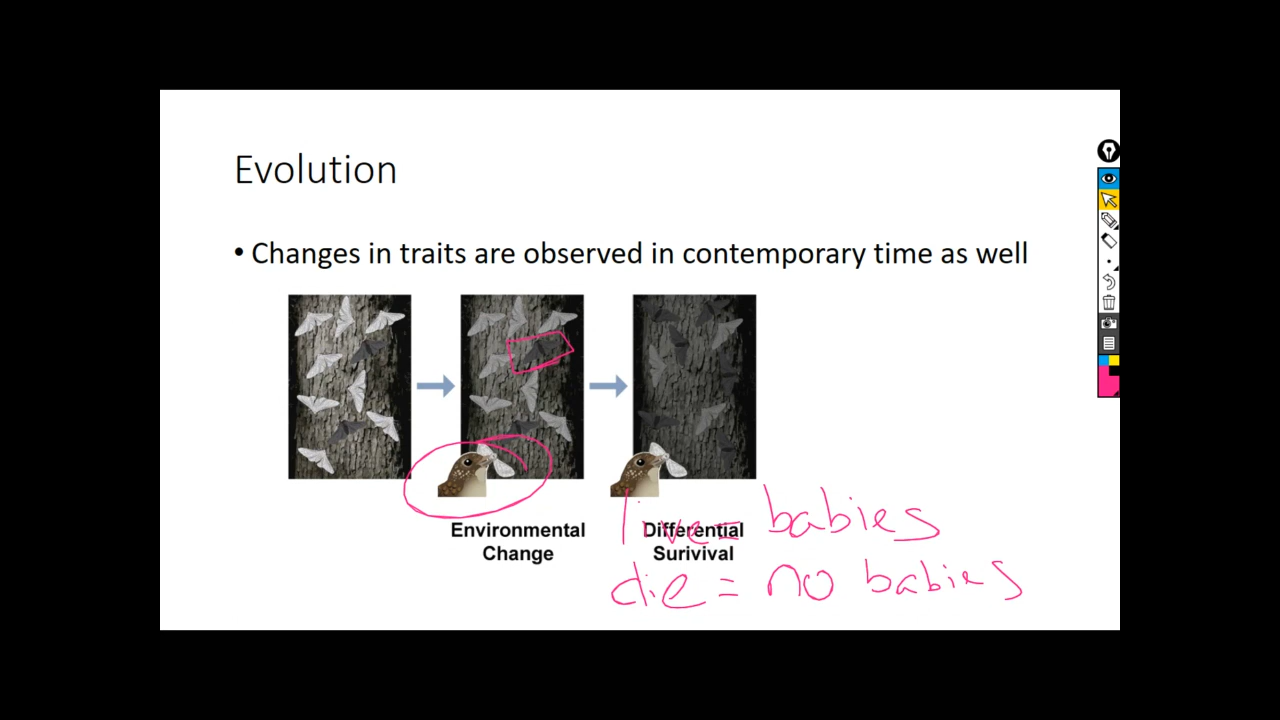 Evolution
• Changes in traits are observed in contemporary time as well
Environmental
Change
Differential
Surivival
live = babies
die = no babies